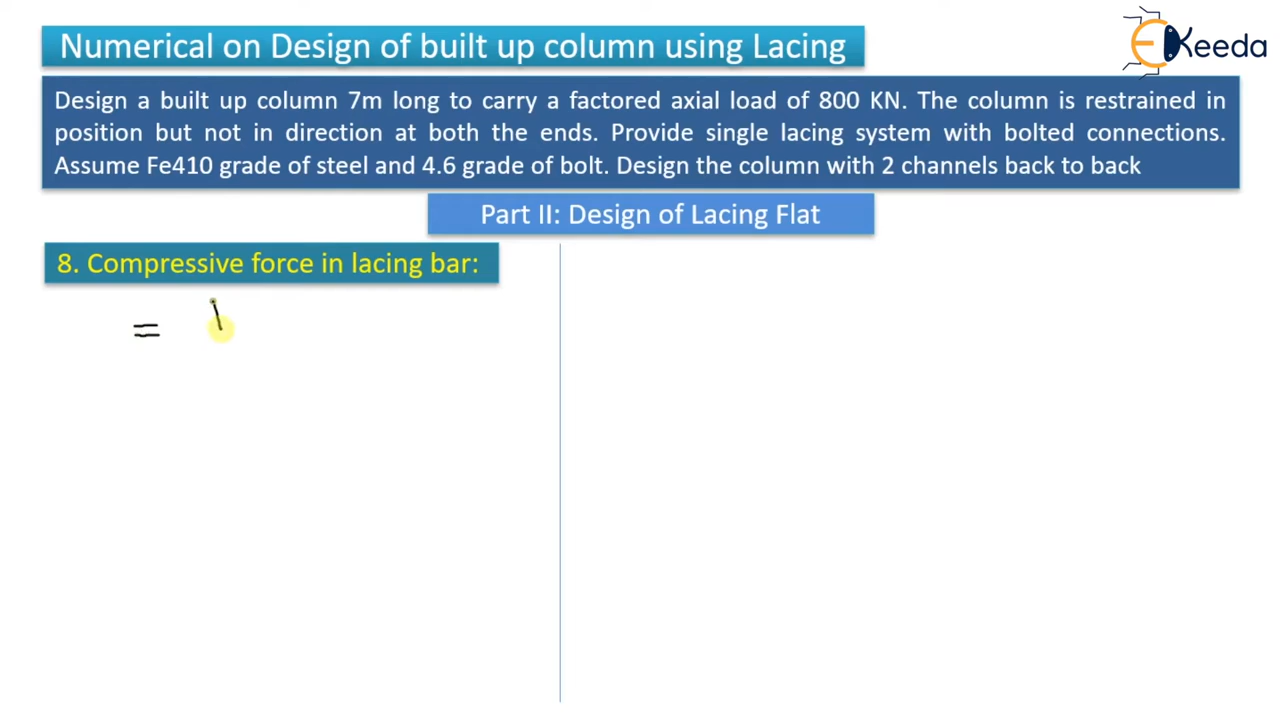 Keeda
Numerical on Design of built up column using Lacing
Design a built up column 7m long to carry a factored axial load of 800 KN. The column is restrained in
position but not in direction at both the ends. Provide single lacing system with bolted connections.
Assume Fe410 grade of steel and 4.6 grade of bolt. Design the column with 2 channels back to back
Part II: Design of Lacing Flat
8. Compressive force in lacing bar:
=